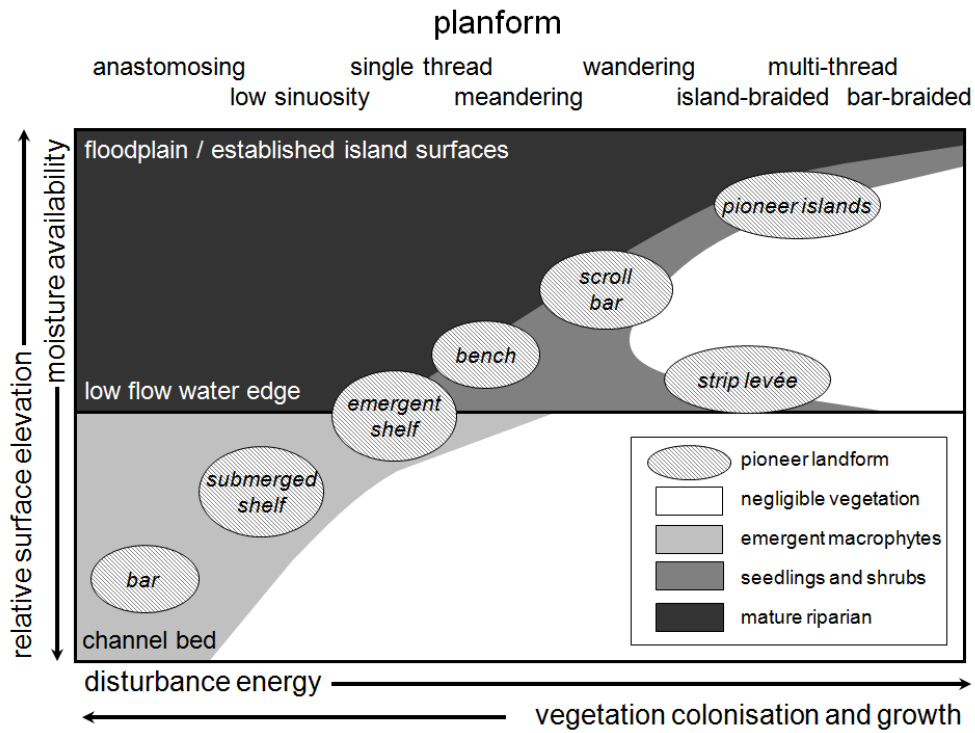 planform
anastomosing single thread wandering multi-thread
low sinuosity meandering island-braided bar-braided
relative surface elevation
moisture availability
floodplain / established island surfaces
pioneer islands
scroll
bar
bench
strip levée
low flow water edge
emergent
shelf
submerged
shelf
bar
channel bed
pioneer landform
negligible vegetation
emergent macrophytes
seedlings and shrubs
mature riparian
disturbance energy
vegetation colonisation and growth